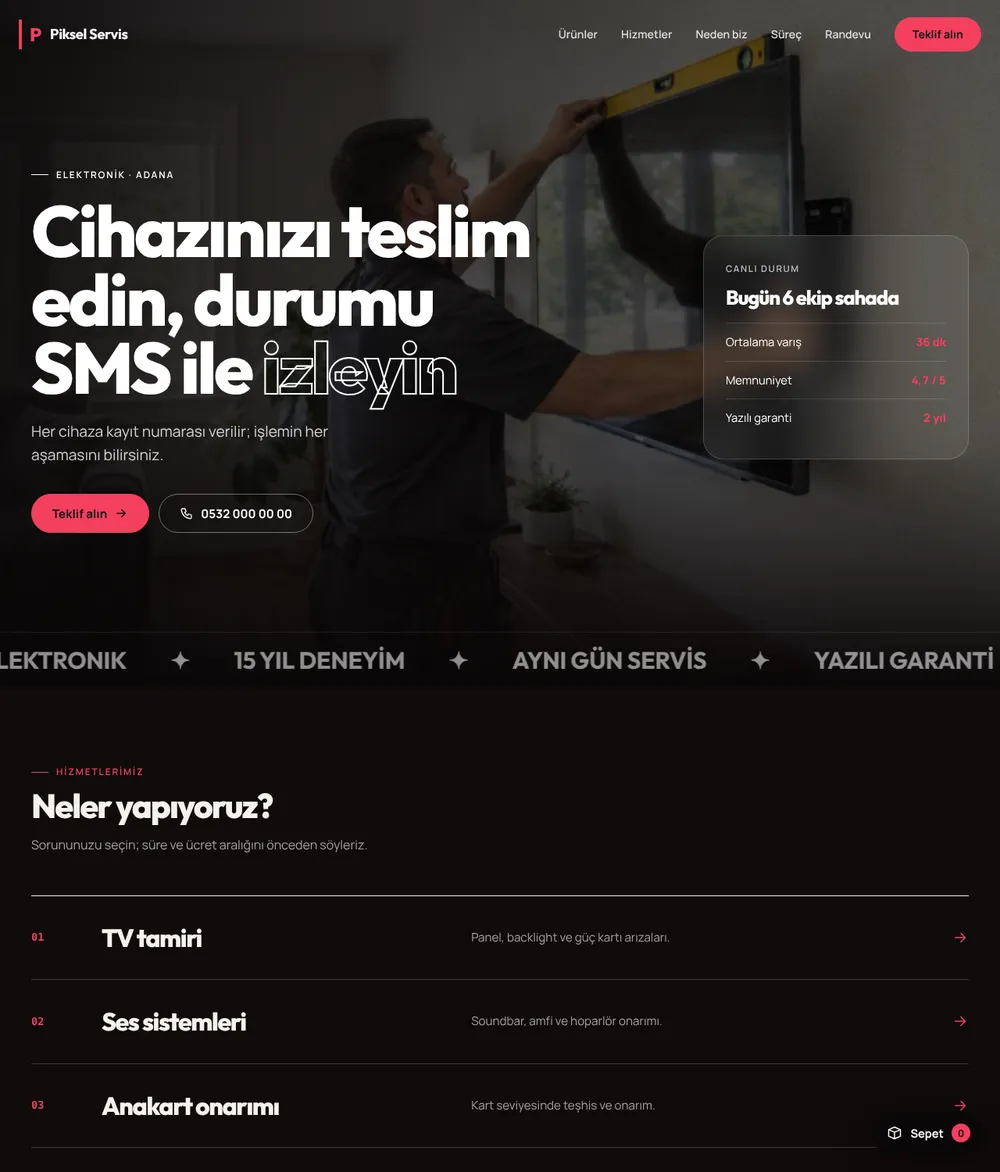 P Piksel Servis
Ürünler
Hizmetler
Neden biz
Süreç
Randevu
Teklif alın
ELEKTRONİK · ADANA
Cihazınızı teslim
edin, durumu
SMS ile izleyin
Her cihaza kayıt numarası verilir; işlemin her
aşamasını bilirsiniz.
Teklif alın →
0532 000 00 00
CANLI DURUM
Bugün 6 ekip sahada
Ortalama varış 36 dk
Memnuniyet 4,7 / 5
Yazılı garanti 2 yıl
LEKTRONIK ✦ 15 YIL DENEYİM ✦ AYNI GÜN SERVİS ✦ YAZILI GARANTİ
HİZMETLERİMİZ
Neler yapıyoruz?
Sorununuzu seçin; süre ve ücret aralığını önceden söyleriz.
01 TV tamiri Panel, backlight ve güç kartı arızaları. →
02 Ses sistemleri Soundbar, amfi ve hoparlör onarımı. →
03 Anakart onarımı Kart seviyesinde teşhis ve onarım. →
Sepet 0